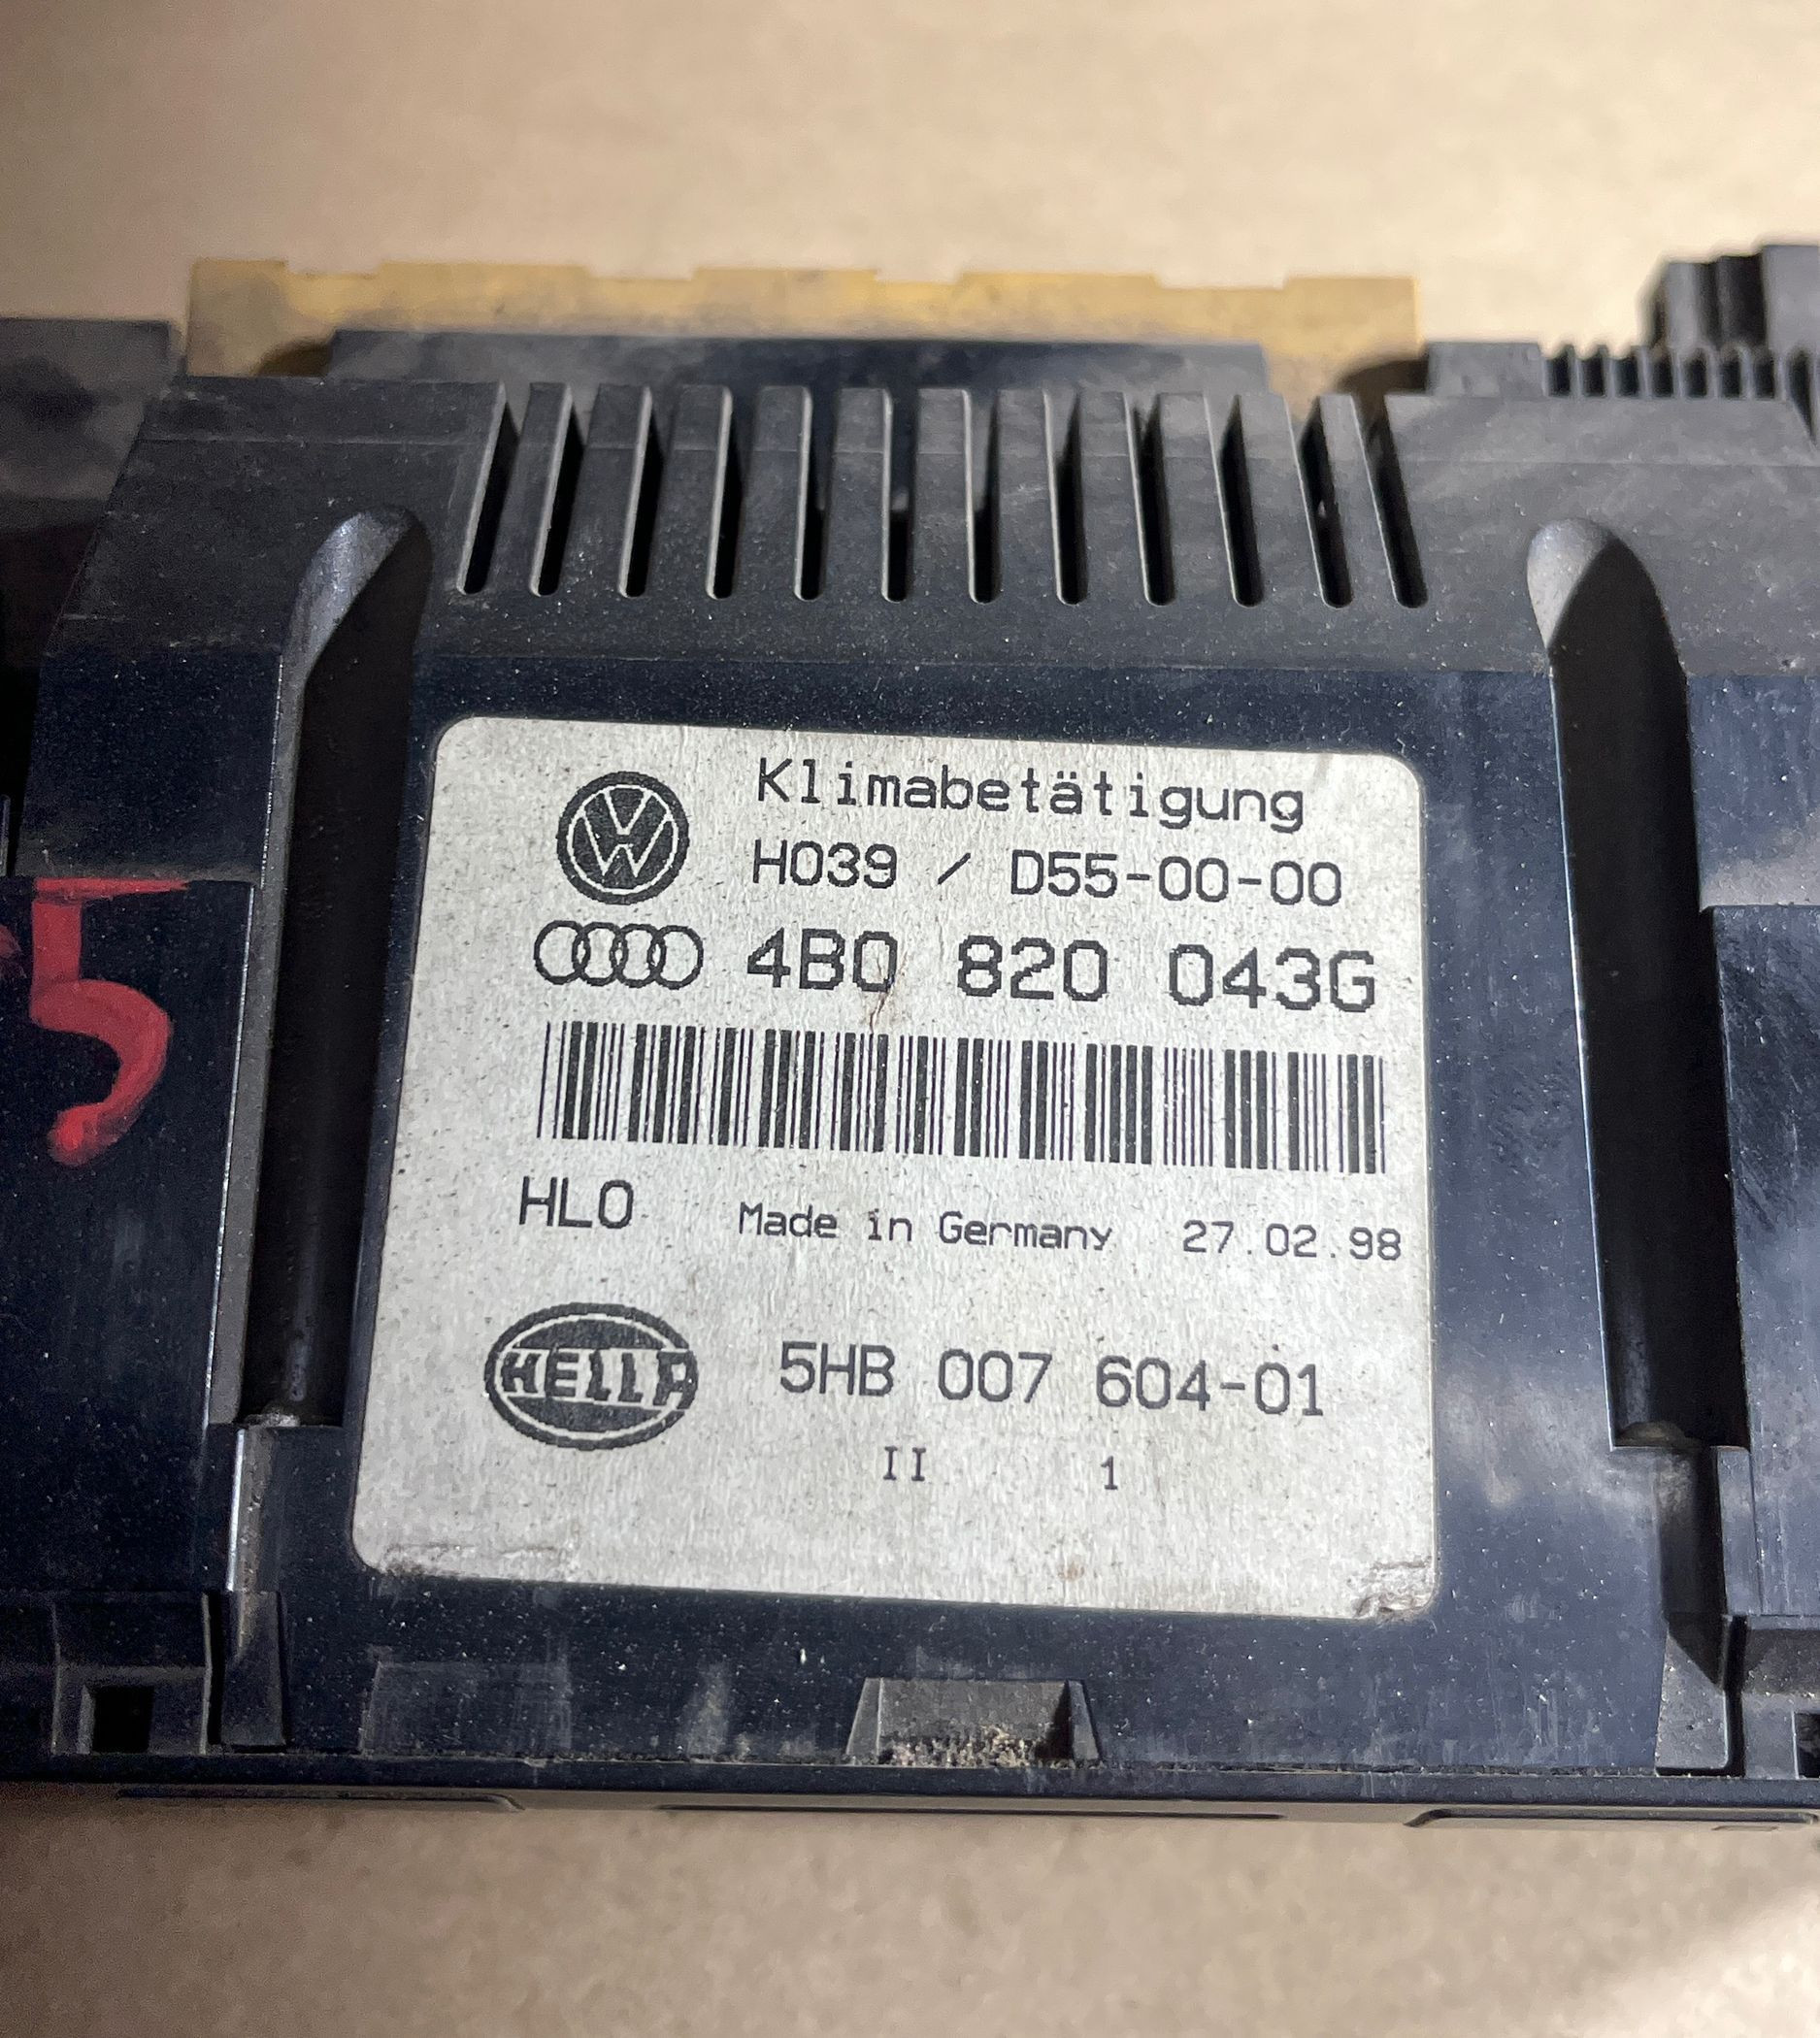 Klimabetätigung
H039 / D55-00-00
4B0 820 043G
HLO Made in Germany 27.02.98
HELLA 5HB 007 604-01
II 1
5